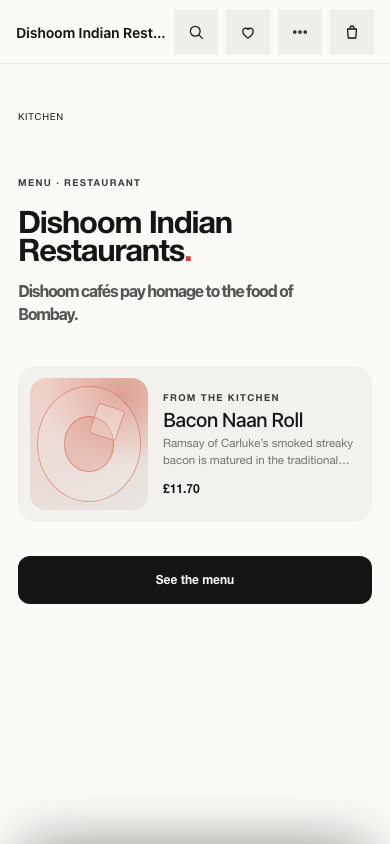 Dishoom Indian Rest...
KITCHEN
MENU · RESTAURANT
Dishoom Indian
Restaurants.
Dishoom cafés pay homage to the food of
Bombay.
FROM THE KITCHEN
Bacon Naan Roll
Ramsay of Carluke's smoked streaky
bacon is matured in the traditional...
£11.70
See the menu